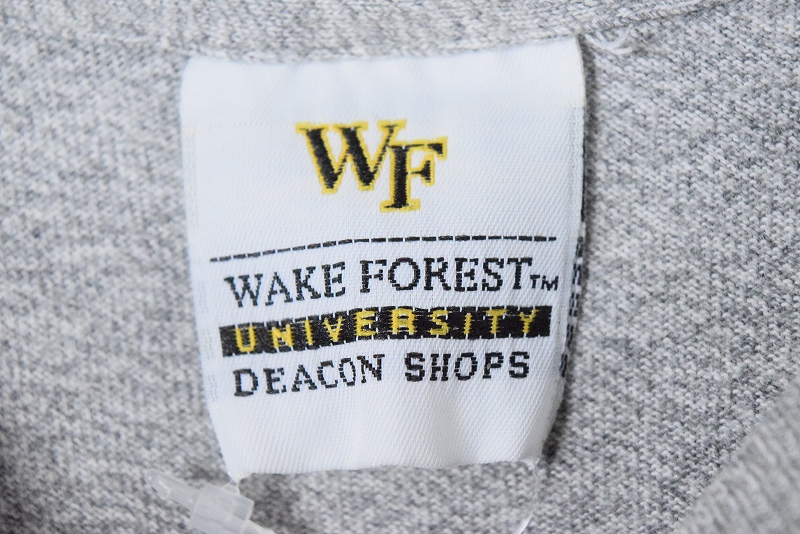 WF
WAKE FOREST™
UNIVERSITY
DEACON SHOPS